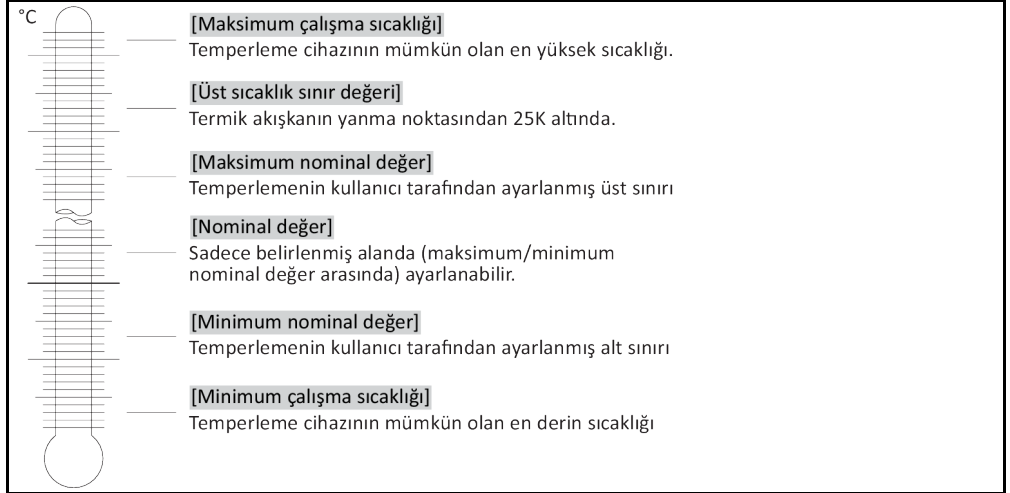 °C
[Maksimum çalışma sıcaklığı]
Temperleme cihazının mümkün olan en yüksek sıcaklığı.
[Üst sıcaklık sınır değeri]
Termik akışkanın yanma noktasından 25K altında.
[Maksimum nominal değer]
Temperlemenin kullanıcı tarafından ayarlanmış üst sınırı
[Nominal değer]
Sadece belirlenmiş alanda (maksimum/minimum
nominal değer arasında) ayarlanabilir.
[Minimum nominal değer]
Temperlemenin kullanıcı tarafından ayarlanmış alt sınırı
[Minimum çalışma sıcaklığı]
Temperleme cihazının mümkün olan en derin sıcaklığı